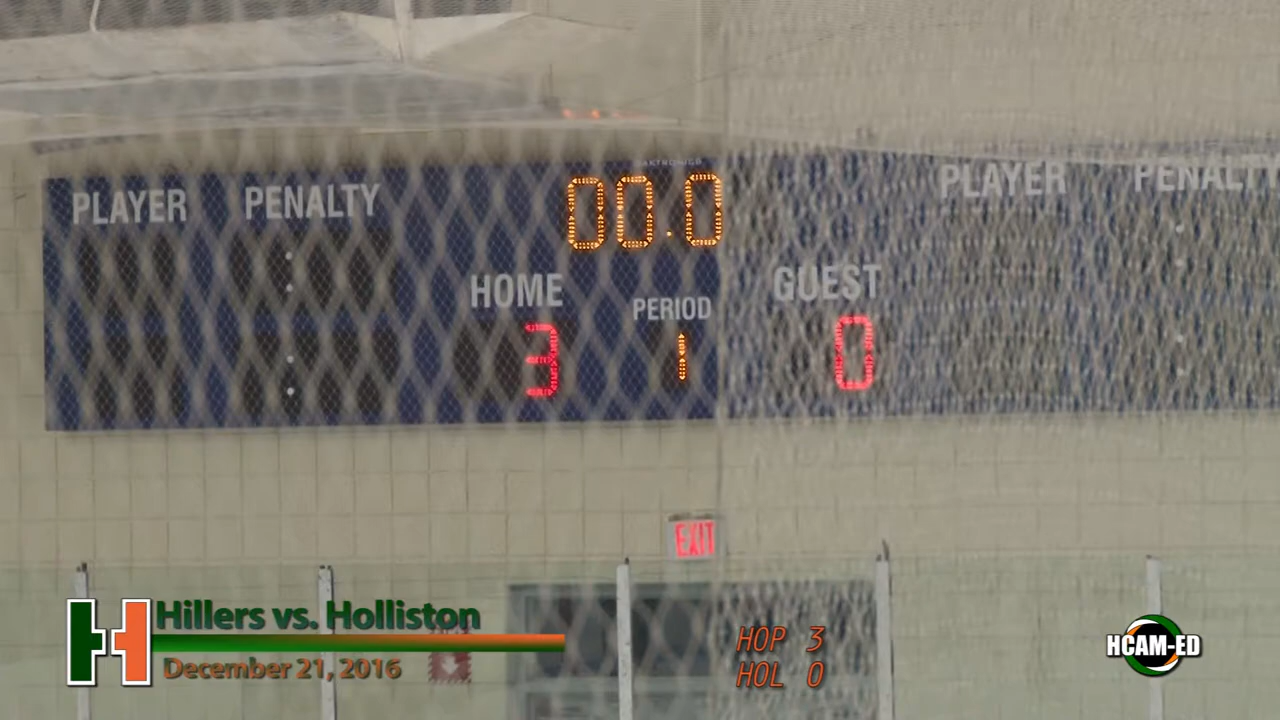 DAKTRONICS
PLAYER PENALTY 00.0 PLAYER PENALTY
HOME PERIOD GUEST
3 1 0
EXIT
Hillers vs. Holliston
December 21, 2016
HOP 3
HOL 0
HCAM-ED
H